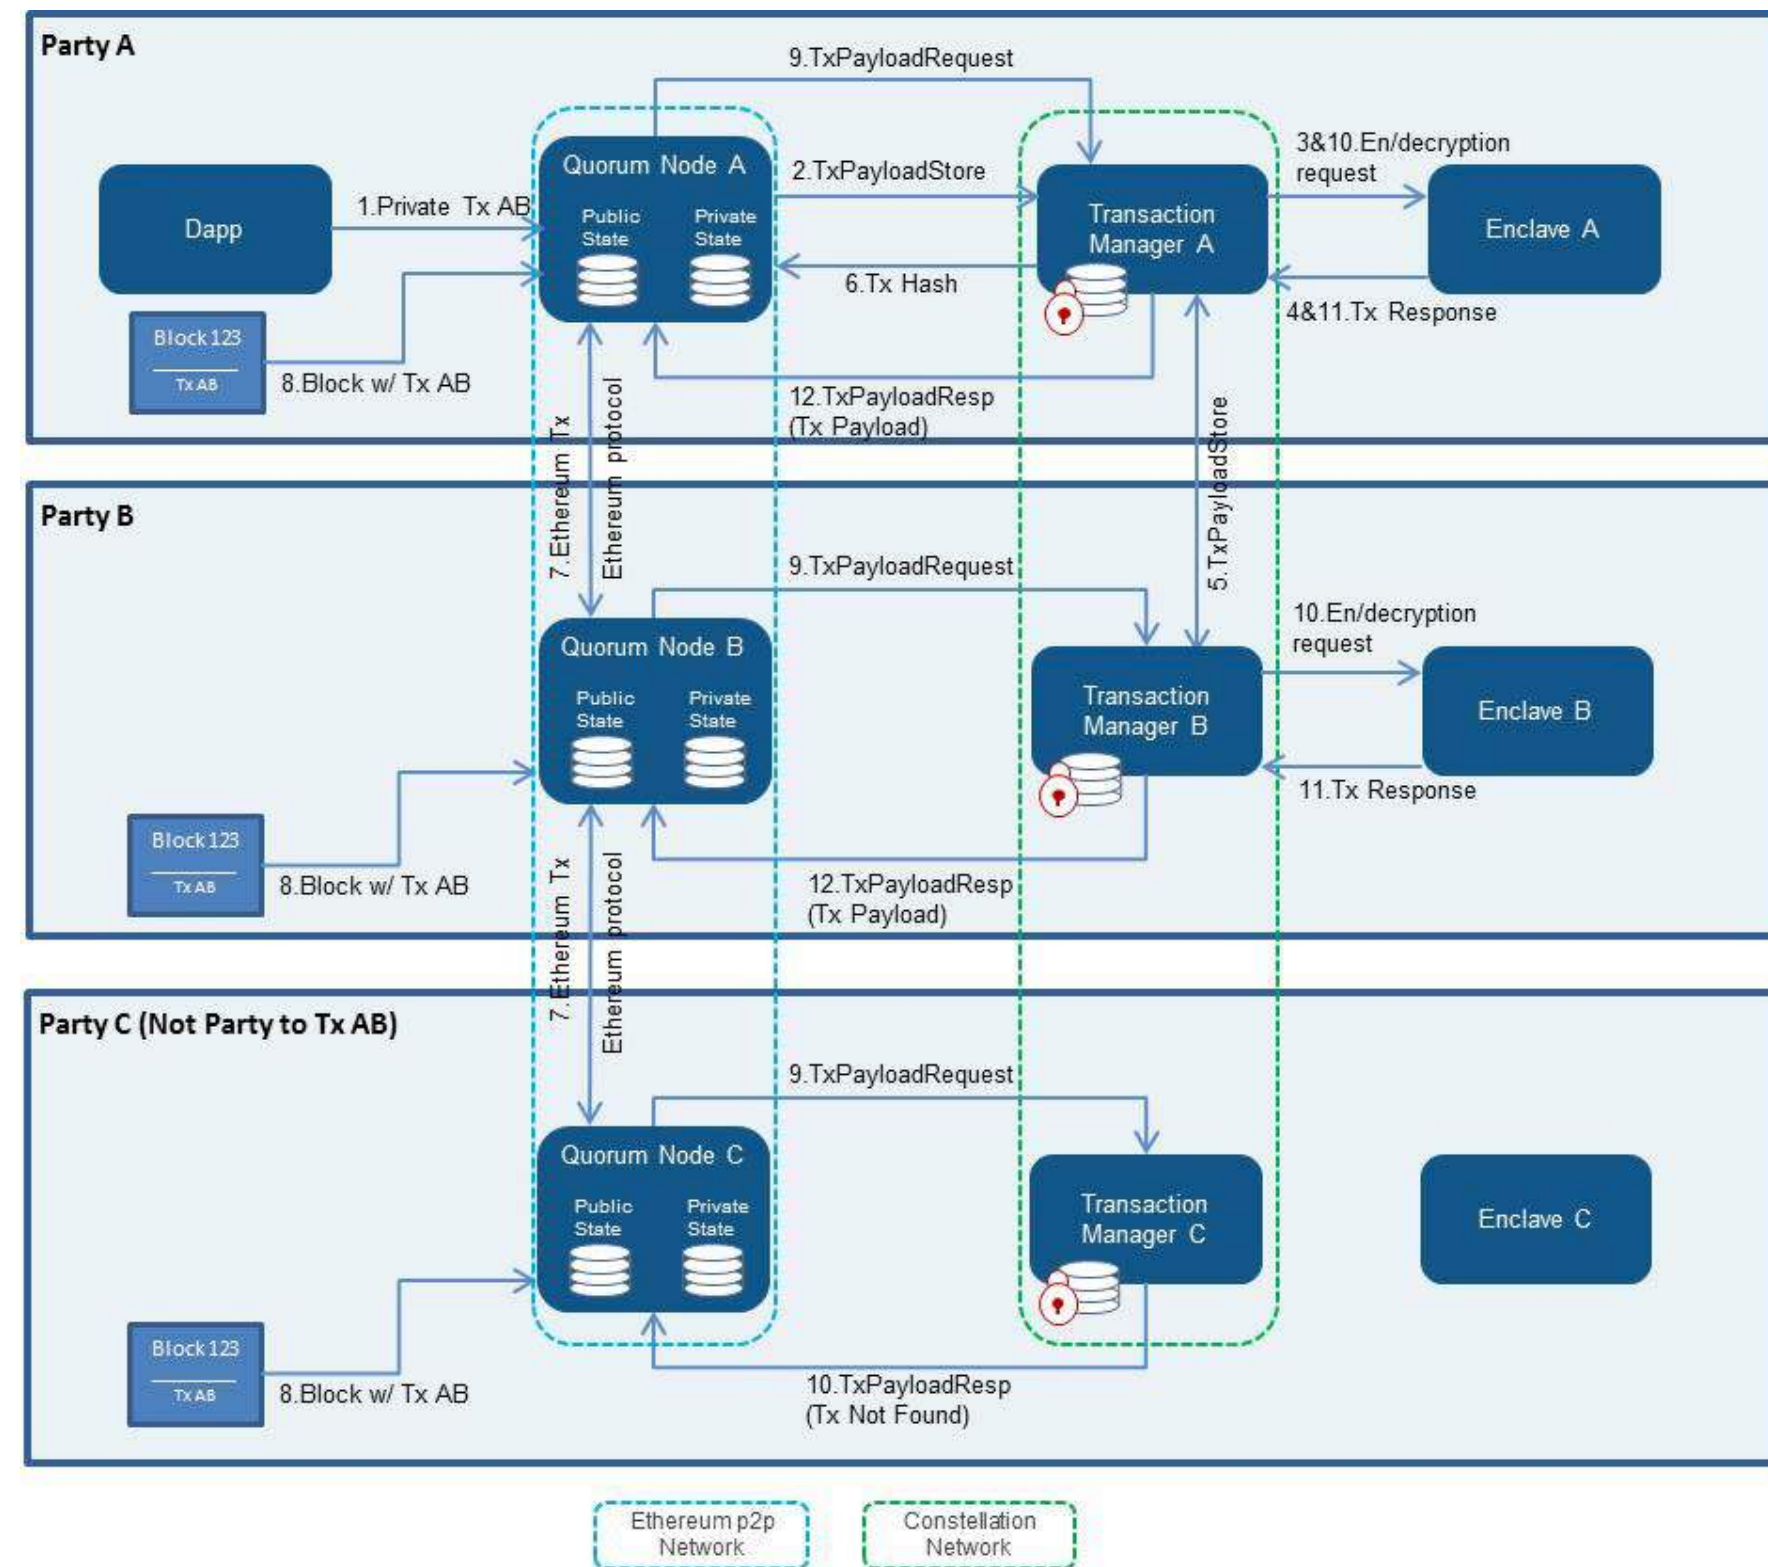 Party A
9.TxPayloadRequest
Quorum Node A
Public
State
Private
State
Dapp
1.Private Tx AB
2.TxPayloadStore
Transaction
Manager A
3&10.En/decryption
request
Enclave A
6.Tx Hash
4&11.Tx Response
Block 123
Tx AB
8.Block w/ Tx AB
12.TxPayloadResp
(Tx Payload)
7.Ethereum Tx
Ethereum protocol
5.TxPayloadStore
Party B
9.TxPayloadRequest
Quorum Node B
Public
State
Private
State
Transaction
Manager B
10.En/decryption
request
Enclave B
11.Tx Response
Block 123
Tx AB
8.Block w/ Tx AB
12.TxPayloadResp
(Tx Payload)
7.Ethereum Tx
Ethereum protocol
Party C (Not Party to Tx AB)
9.TxPayloadRequest
Quorum Node C
Public
State
Private
State
Transaction
Manager C
Enclave C
Block 123
Tx AB
8.Block w/ Tx AB
10.TxPayloadResp
(Tx Not Found)
Ethereum p2p
Network
Constellation
Network